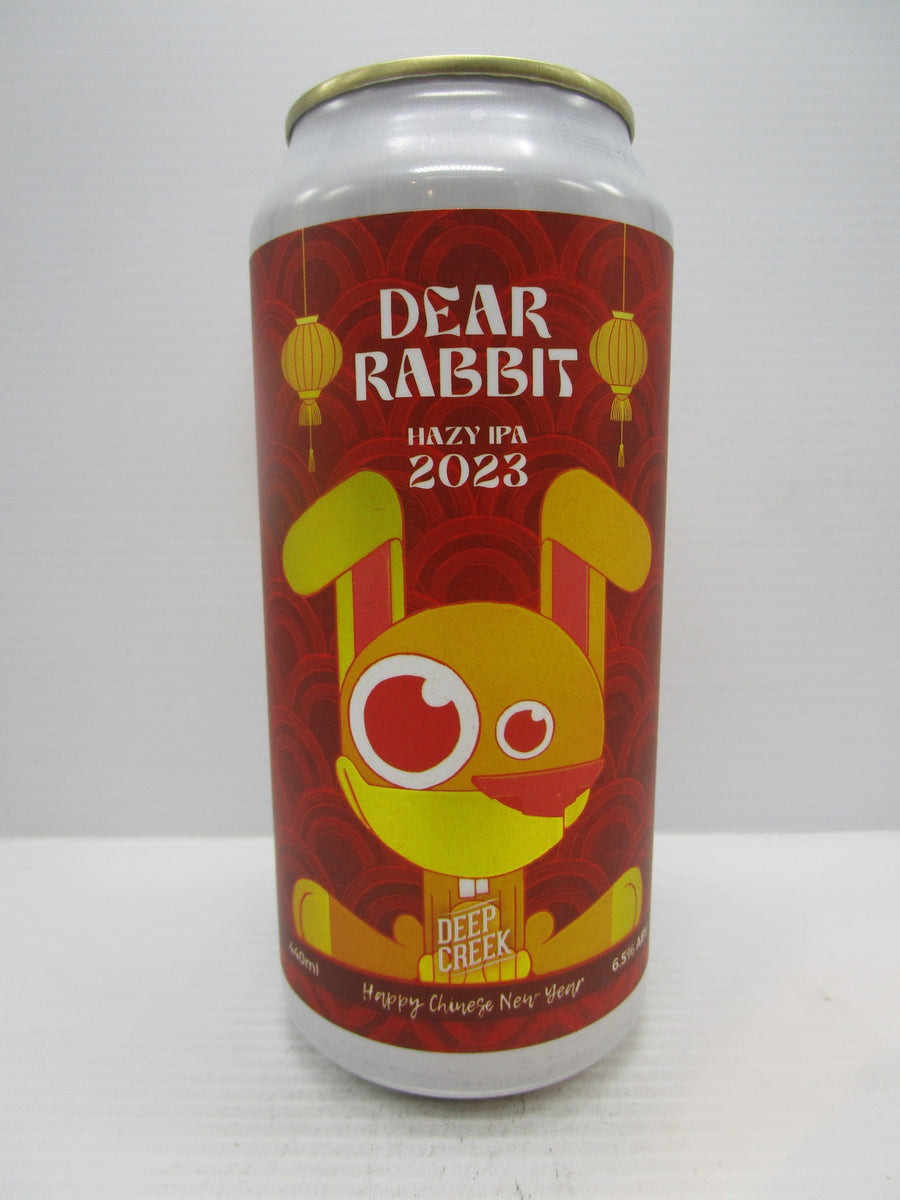 DEAR
RABBIT
HAZY IPA
2023
DEEP
CREEK
440ml
6.5% ABV
Happy Chinese New Year